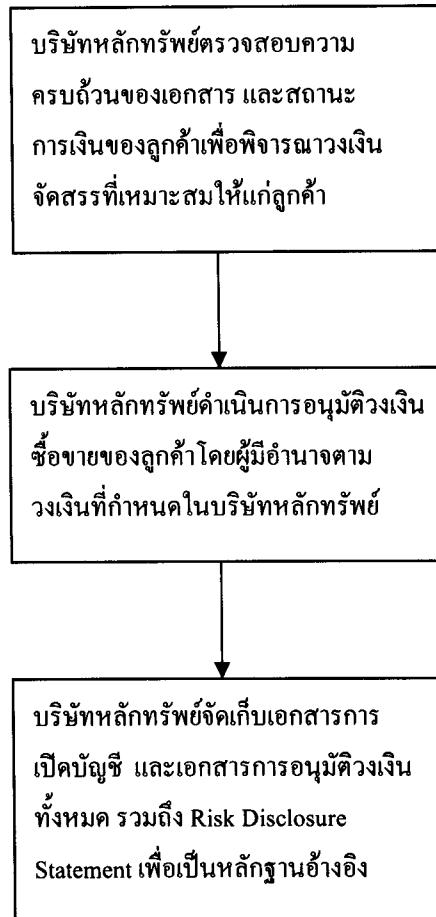 บริษัทหลักทรัพย์ตรวจสอบความ
ครบถ้วนของเอกสาร และสถานะ
การเงินของลูกค้าเพื่อพิจารณาวงเงิน
จัดสรรที่เหมาะสมให้แก่ลูกค้า
บริษัทหลักทรัพย์ดำเนินการอนุมัติวงเงิน
ซื้อขายของลูกค้าโดยผู้มีอำนาจตาม
วงเงินที่กำหนดในบริษัทหลักทรัพย์
บริษัทหลักทรัพย์จัดเก็บเอกสารการ
เปิดบัญชี และเอกสารการอนุมัติวงเงิน
ทั้งหมด รวมถึง Risk Disclosure
Statement เพื่อเป็นหลักฐานอ้างอิง